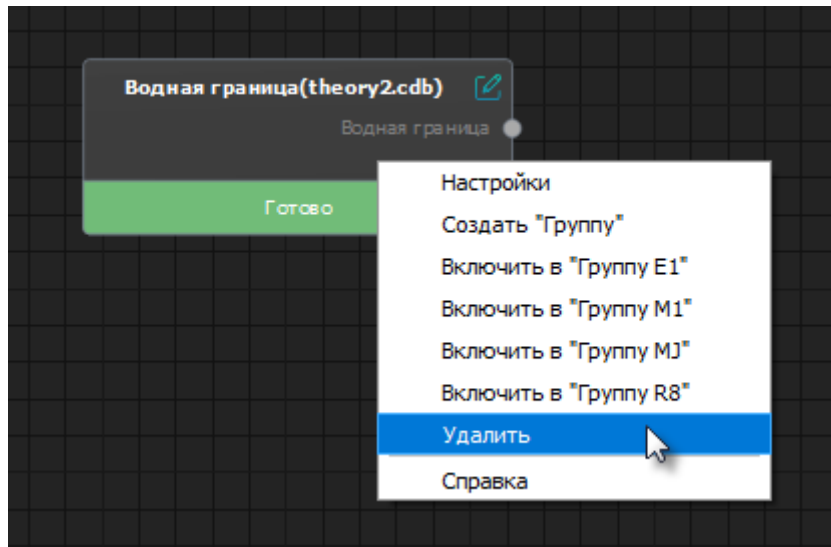 Водная граница(theory2.cdb)
Водная граница
Готово
Настройки
Создать "Группу"
Включить в "Группу E1"
Включить в "Группу M1"
Включить в "Группу MJ"
Включить в "Группу R8"
Удалить
Справка